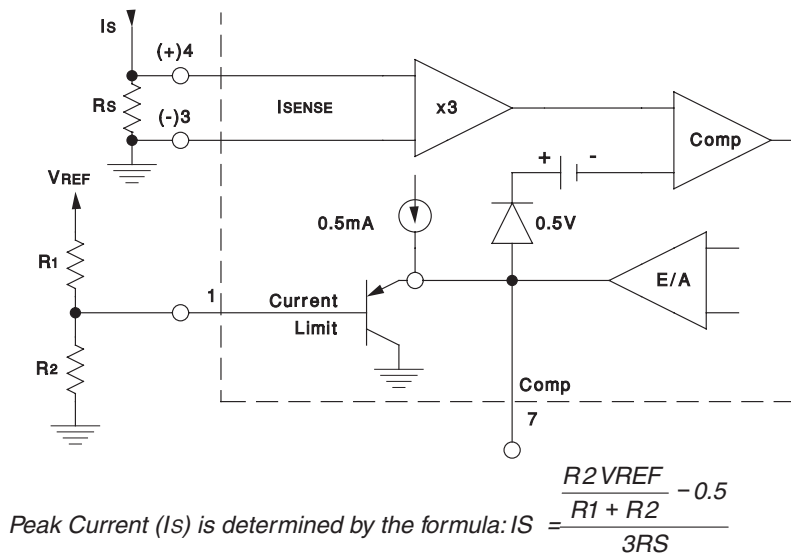 Is
(+)4
Rs
(-)3
ISENSE
x3
Comp
+
-
VREF
0.5mA
0.5V
R1
E/A
1
Current
Limit
R2
Comp
7
Peak Current (Is) is determined by the formula: IS = (R2 VREF / (R1 + R2) - 0.5) / 3RS